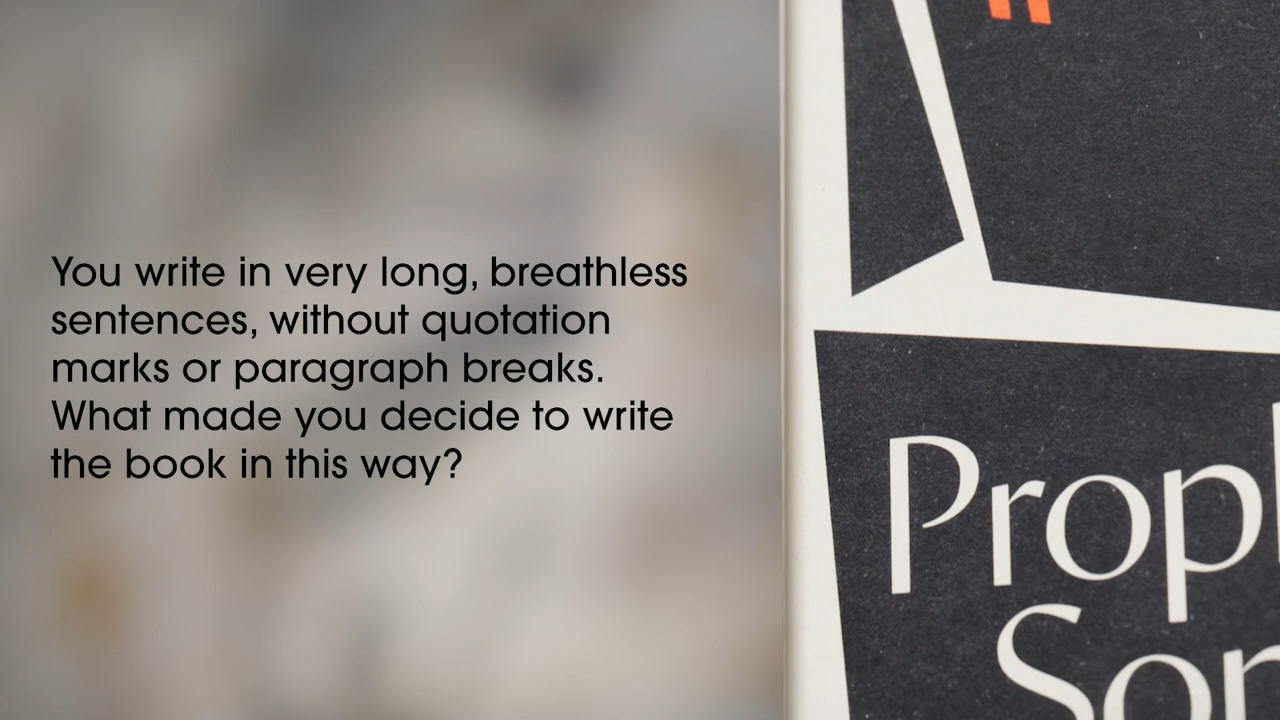 You write in very long, breathless
sentences, without quotation
marks or paragraph breaks.
What made you decide to write
the book in this way?
Prop
Son